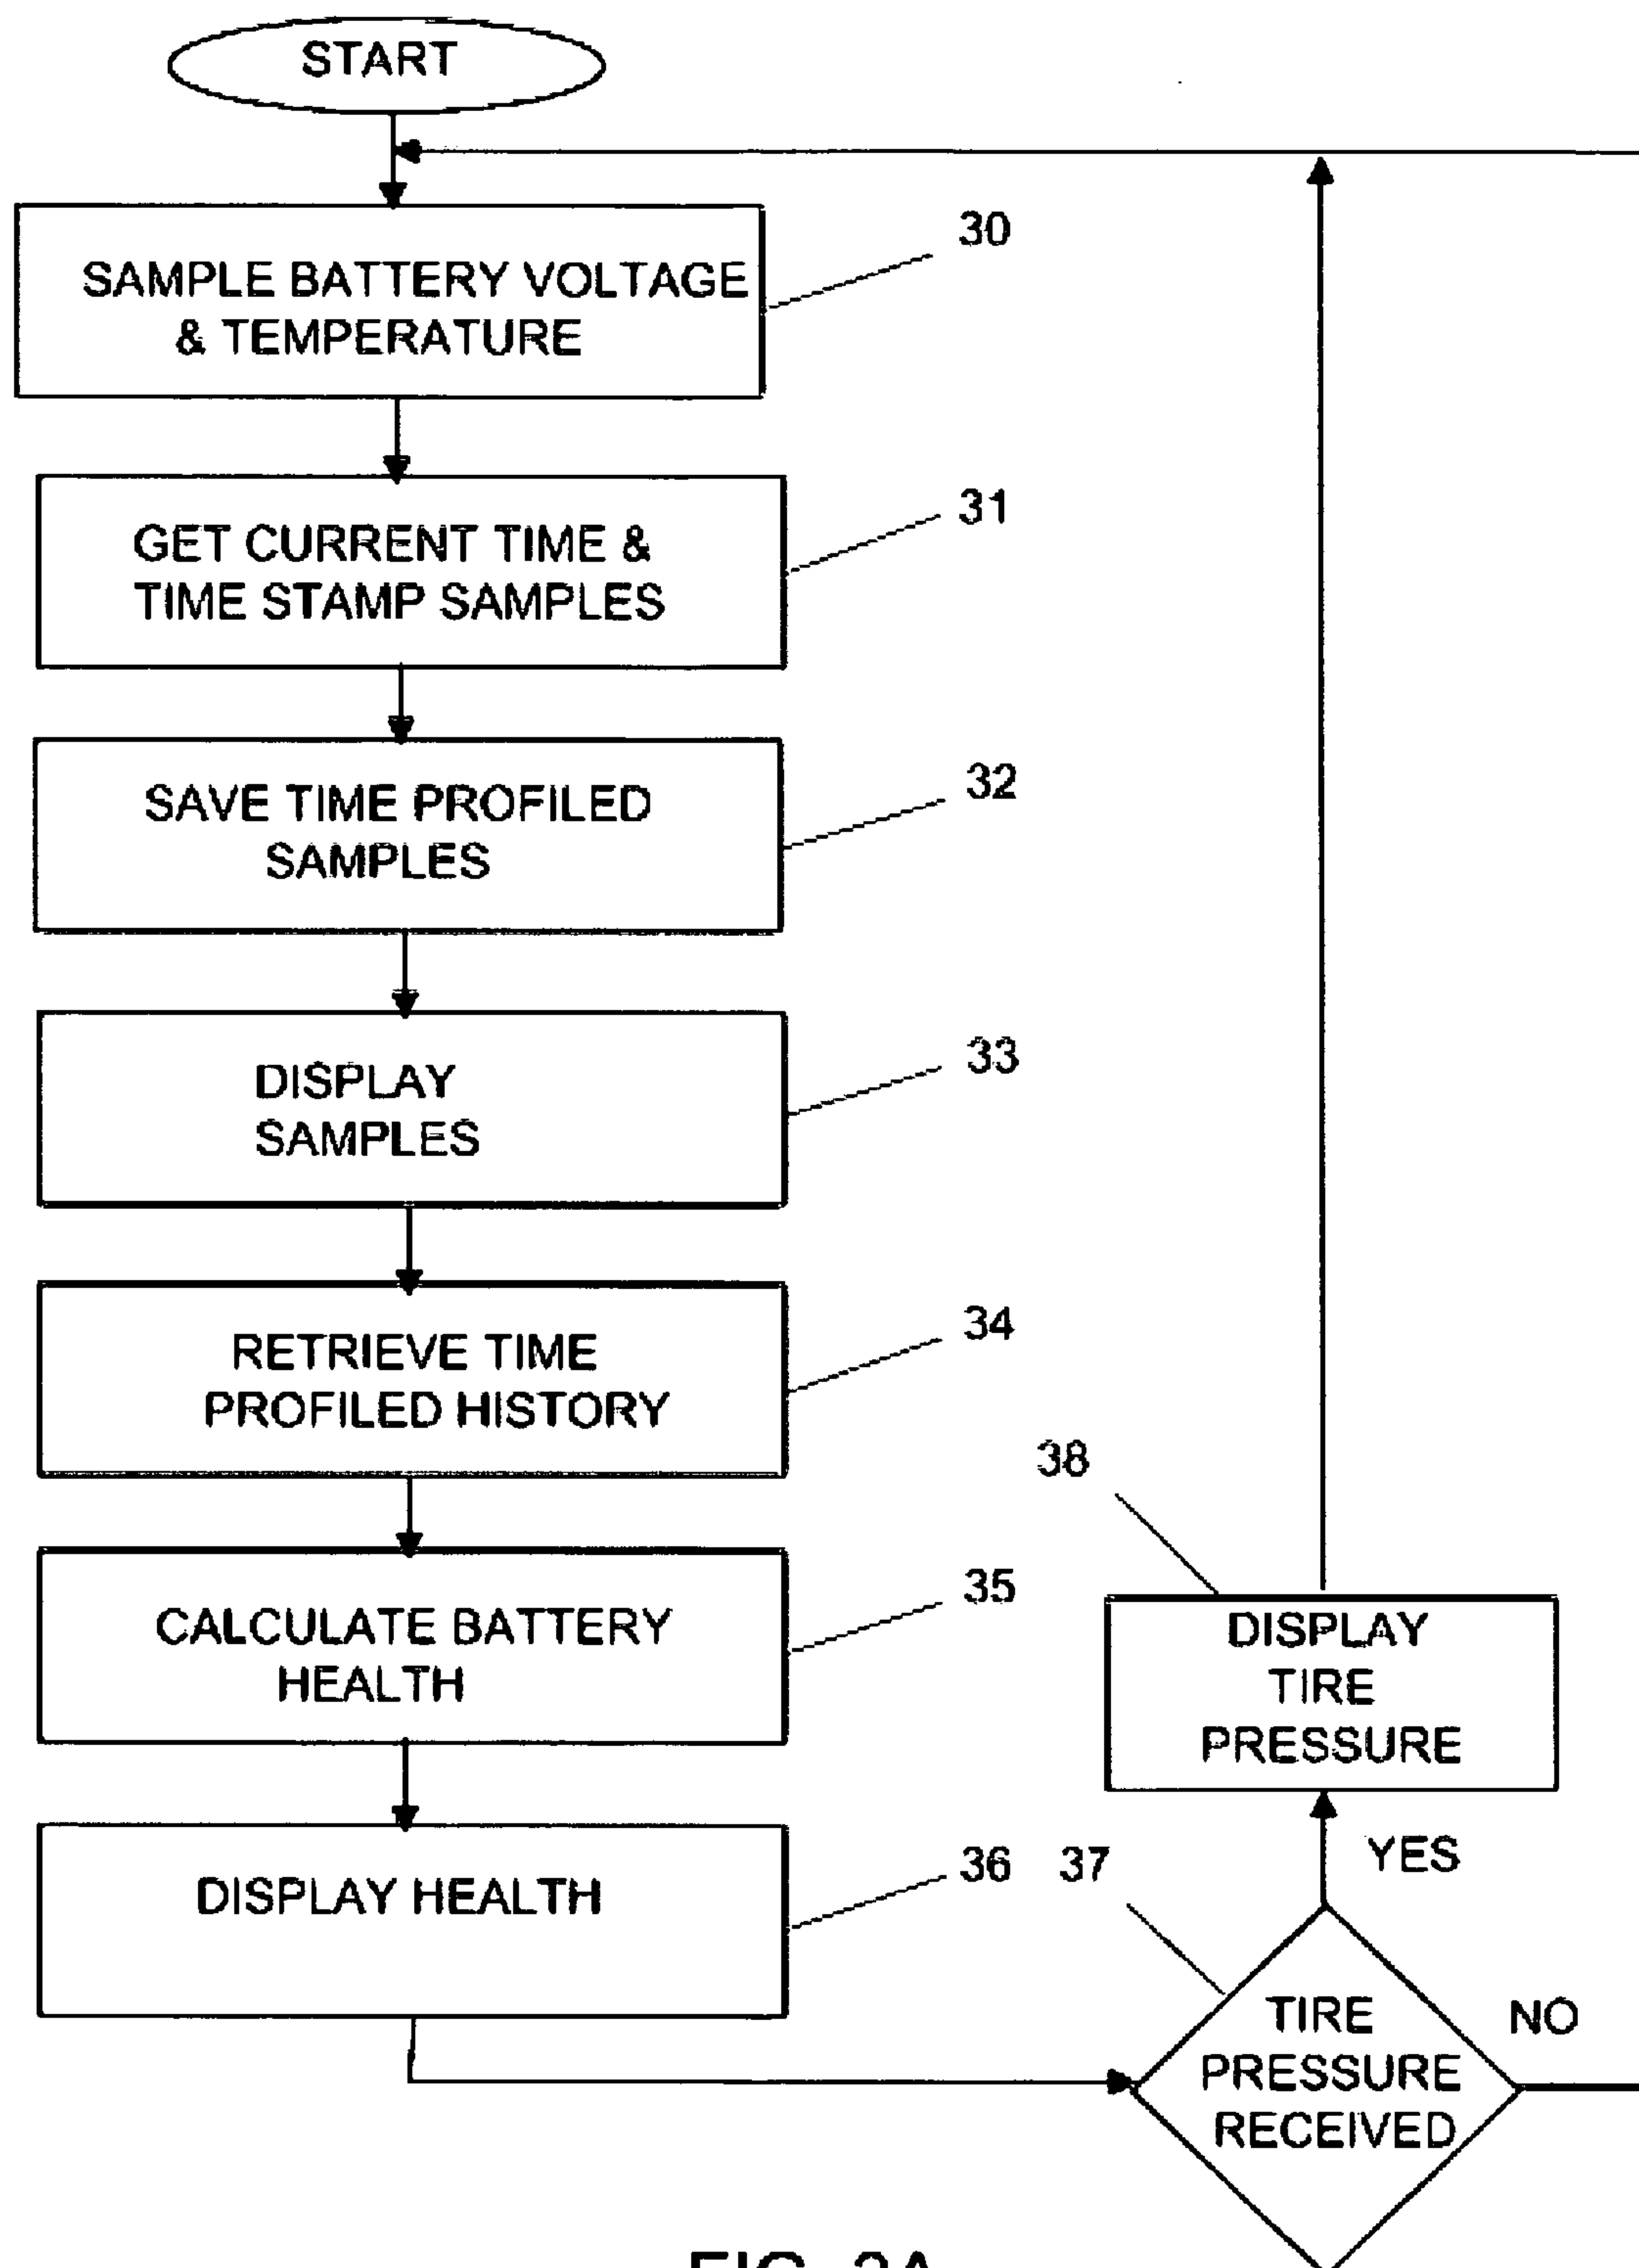 START
30
SAMPLE BATTERY VOLTAGE
& TEMPERATURE
31
GET CURRENT TIME &
TIME STAMP SAMPLES
32
SAVE TIME PROFILED
SAMPLES
33
DISPLAY
SAMPLES
34
RETRIEVE TIME
PROFILED HISTORY
35
CALCULATE BATTERY
HEALTH
36
DISPLAY HEALTH
38
DISPLAY
TIRE
PRESSURE
YES
37
TIRE
PRESSURE
RECEIVED
NO